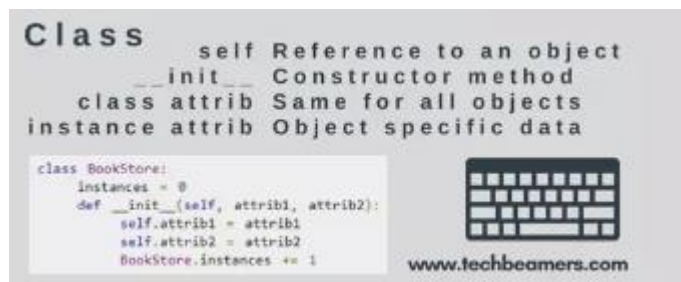 Class
self Reference to an object
__init__ Constructor method
class attrib Same for all objects
instance attrib Object specific data
class BookStore:
instances = 0
def __init__(self, attrib1, attrib2):
self.attrib1 = attrib1
self.attrib2 = attrib2
BookStore.instances += 1
www.techbeamers.com